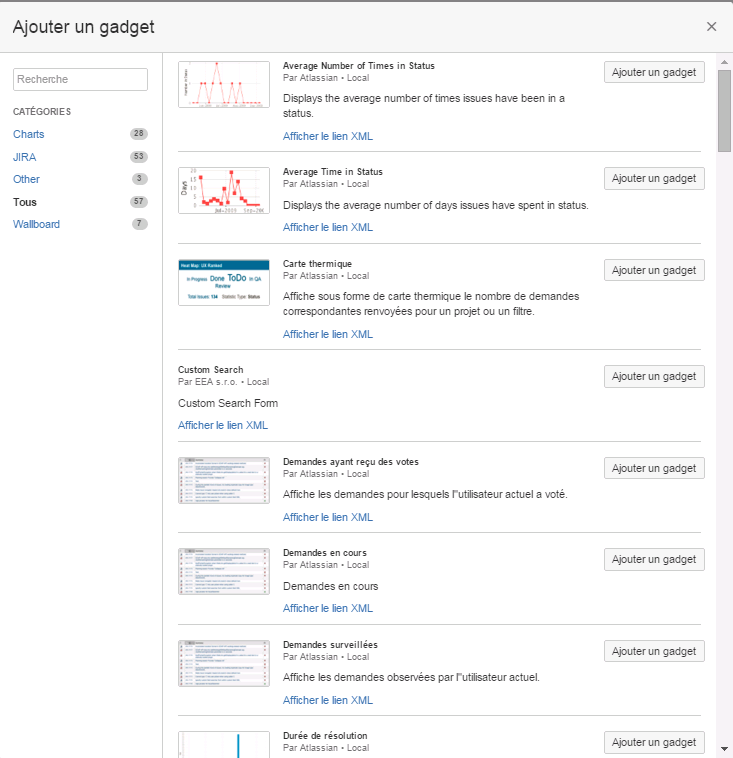 Ajouter un gadget
×
Recherche
CATÉGORIES
Charts 28
JIRA 53
Other 3
Tous 57
Wallboard 7
Average Number of Times in Status
Par Atlassian • Local
Displays the average number of times issues have been in a
status.
Afficher le lien XML
Ajouter un gadget
Days
20
15
10
5
0
Average Time in Status
Par Atlassian • Local
Displays the average number of days issues have spent in status.
Afficher le lien XML
Ajouter un gadget
Heat Map: UX Ranked
In Progress Done ToDo In QA
Review
Total Issues: 134 Statistic Type: Status
Carte thermique
Par Atlassian • Local
Affiche sous forme de carte thermique le nombre de demandes
correspondantes renvoyées pour un projet ou un filtre.
Afficher le lien XML
Ajouter un gadget
Custom Search
Par EEA s.r.o. • Local
Custom Search Form
Afficher le lien XML
Ajouter un gadget
Demandes ayant reçu des votes
Par Atlassian • Local
Affiche les demandes pour lesquels l''utilisateur actuel a voté.
Afficher le lien XML
Ajouter un gadget
Demandes en cours
Par Atlassian • Local
Demandes en cours
Afficher le lien XML
Ajouter un gadget
Demandes surveillées
Par Atlassian • Local
Affiche les demandes observées par l''utilisateur actuel.
Afficher le lien XML
Ajouter un gadget
Durée de résolution
Par Atlassian • Local
Ajouter un gadget